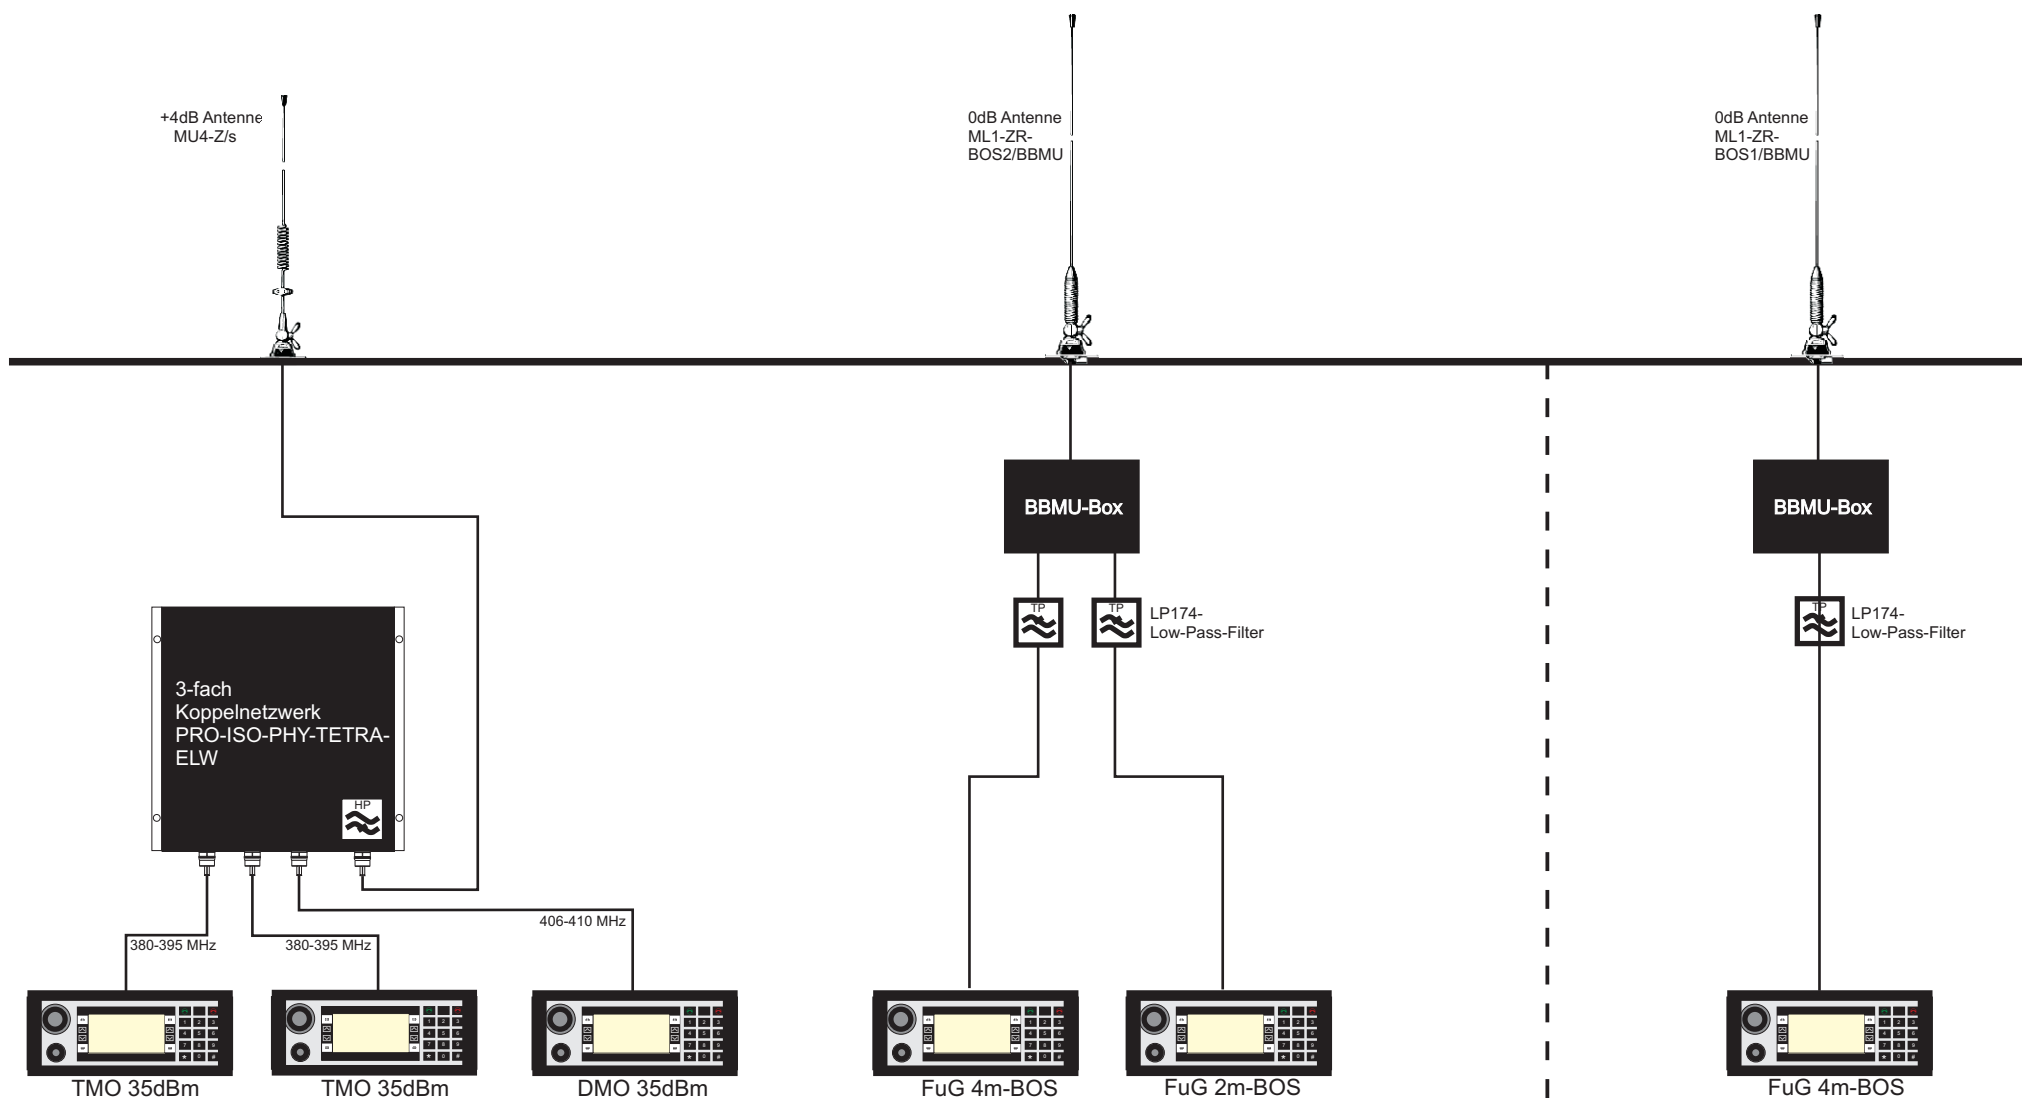 +4dB Antenne
MU4-Z/s
0dB Antenne
ML1-ZR-
BOS2/BBMU
0dB Antenne
ML1-ZR-
BOS1/BBMU
BBMU-Box
BBMU-Box
TP
TP
LP174-
Low-Pass-Filter
TP
LP174-
Low-Pass-Filter
3-fach
Koppelnetzwerk
PRO-ISO-PHY-TETRA-
ELW
HP
406-410 MHz
380-395 MHz
380-395 MHz
TMO 35dBm
TMO 35dBm
DMO 35dBm
FuG 4m-BOS
FuG 2m-BOS
FuG 4m-BOS